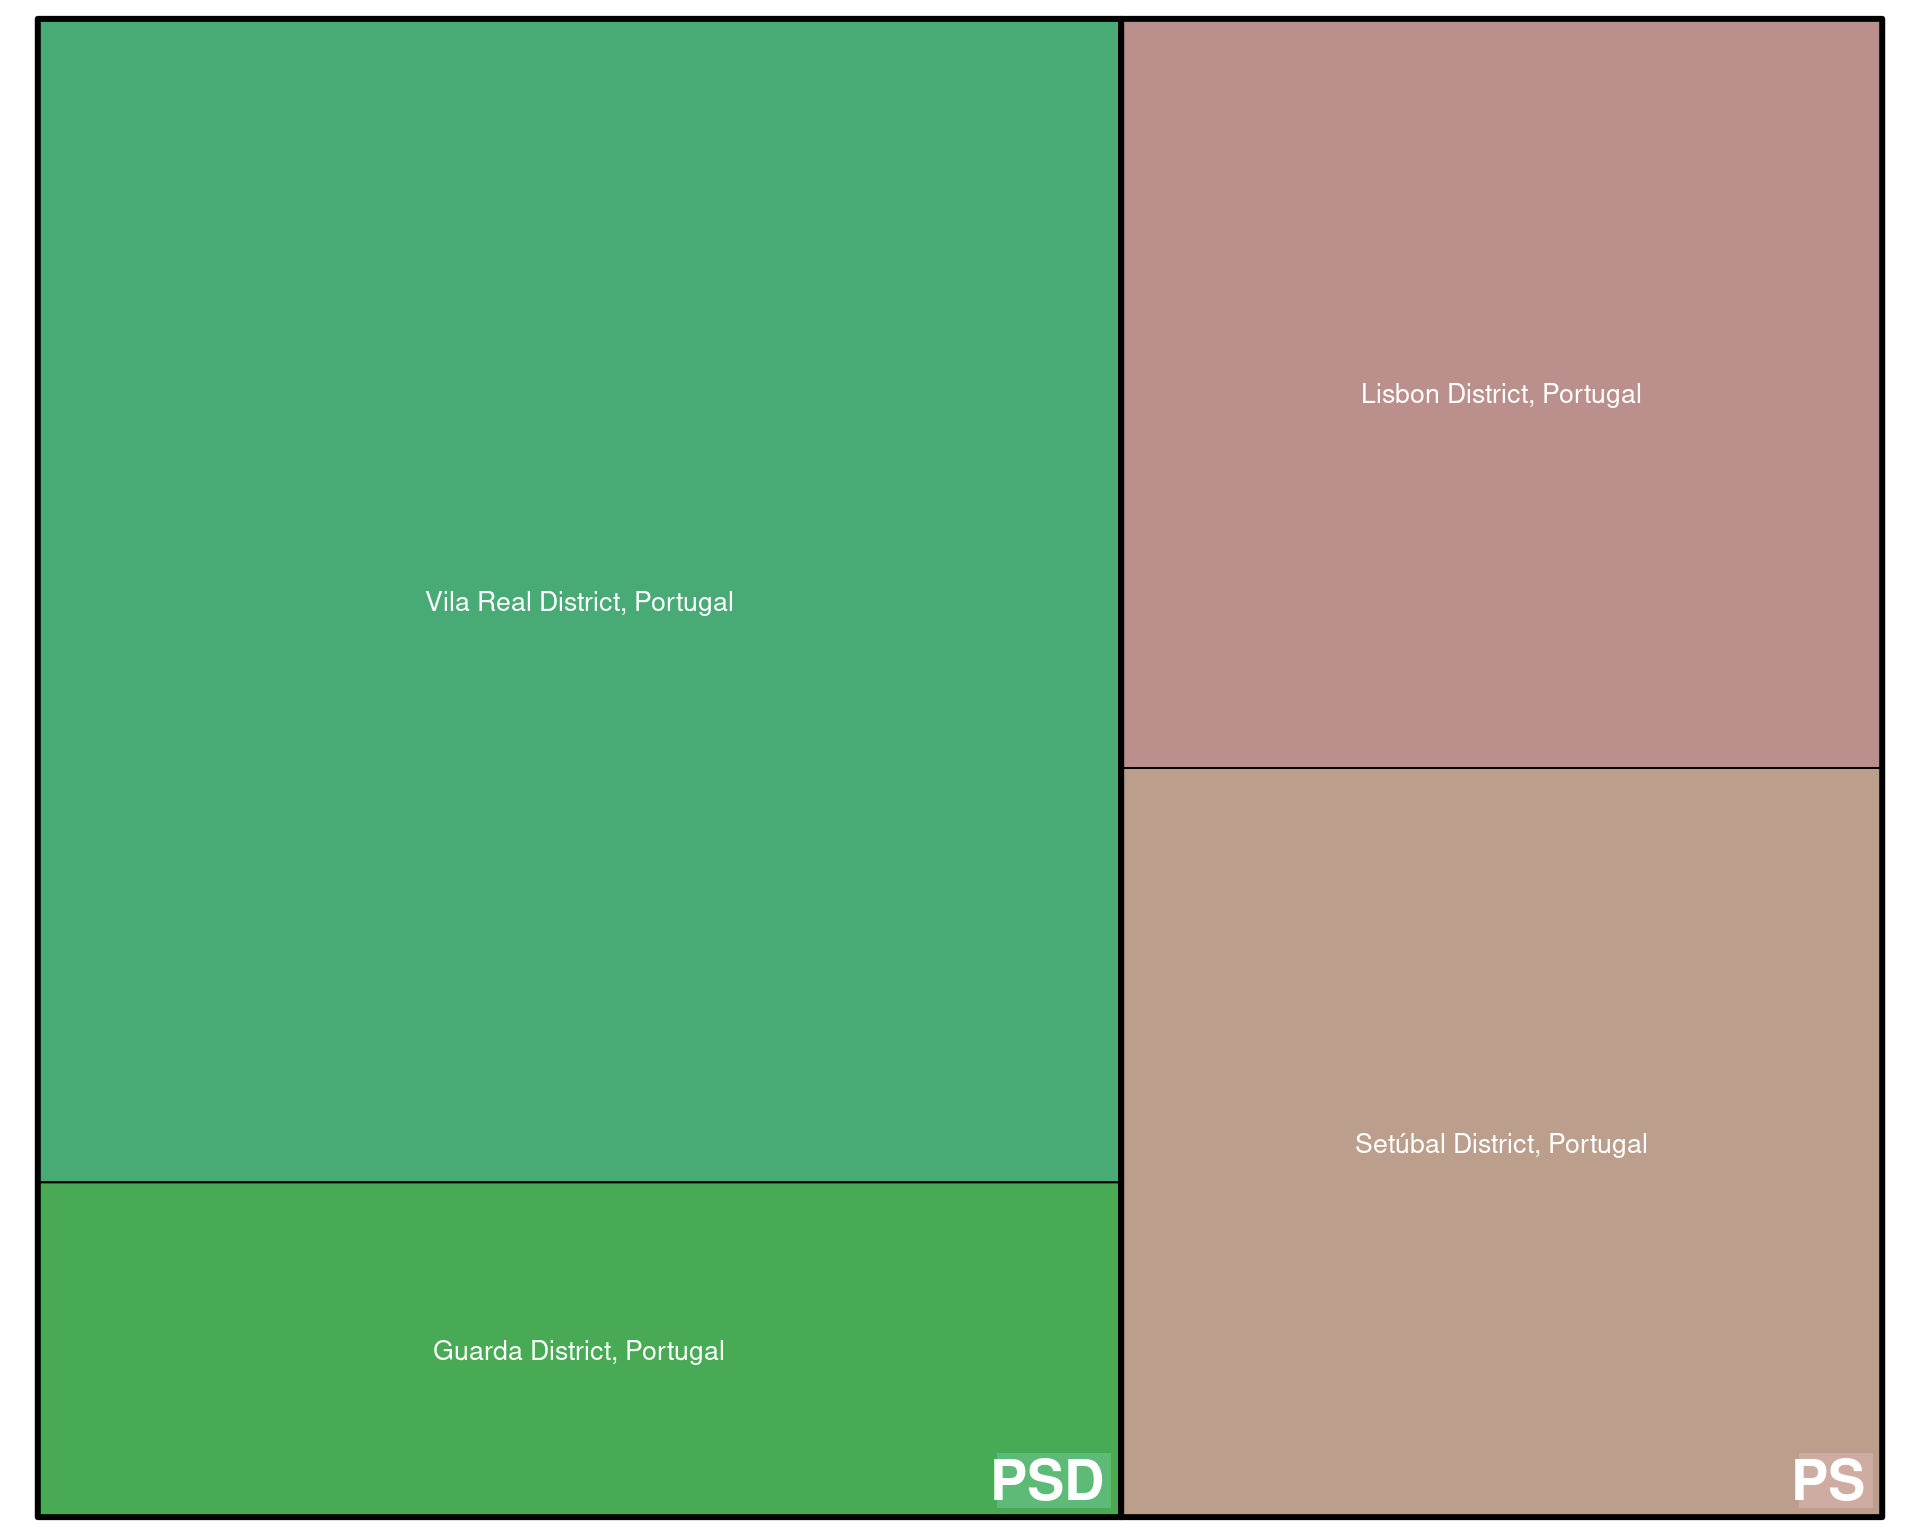 Vila Real District, Portugal
Guarda District, Portugal
PSD
Lisbon District, Portugal
Setúbal District, Portugal
PS